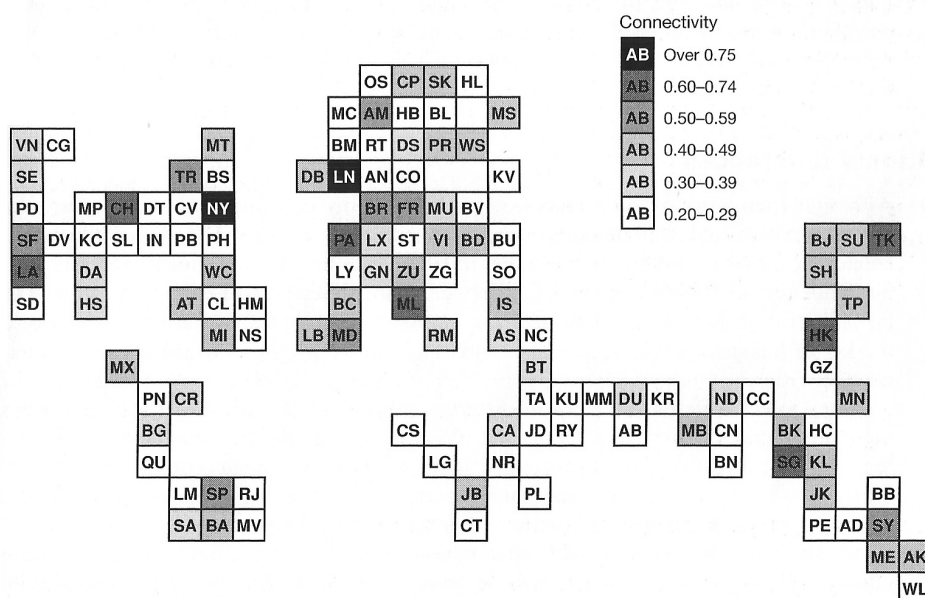 Connectivity
AB Over 0.75
AB 0.60–0.74
AB 0.50–0.59
AB 0.40–0.49
AB 0.30–0.39
AB 0.20–0.29
OS CP SK HL
MC AM HB BL MS
VN CG MT BM RT DS PR WS
SE TR BS DB LN AN CO KV
PD MP CH DT CV NY BR FR MU BV
SF DV KC SL IN PB PH PA LX ST VI BD BU BJ SU TK
LA DA WC LY GN ZU ZG SO SH
SD HS AT CL HM BC ML IS TP
MI NS LB MD RM AS NC HK
MX BT GZ
PN CR TA KU MM DU KR ND CC MN
BG CS CA JD RY AB MB CN BK HC
QU LG NR BN SG KL
LM SP RJ JB PL JK BB
SA BA MV CT PE AD SY
ME AK
WL